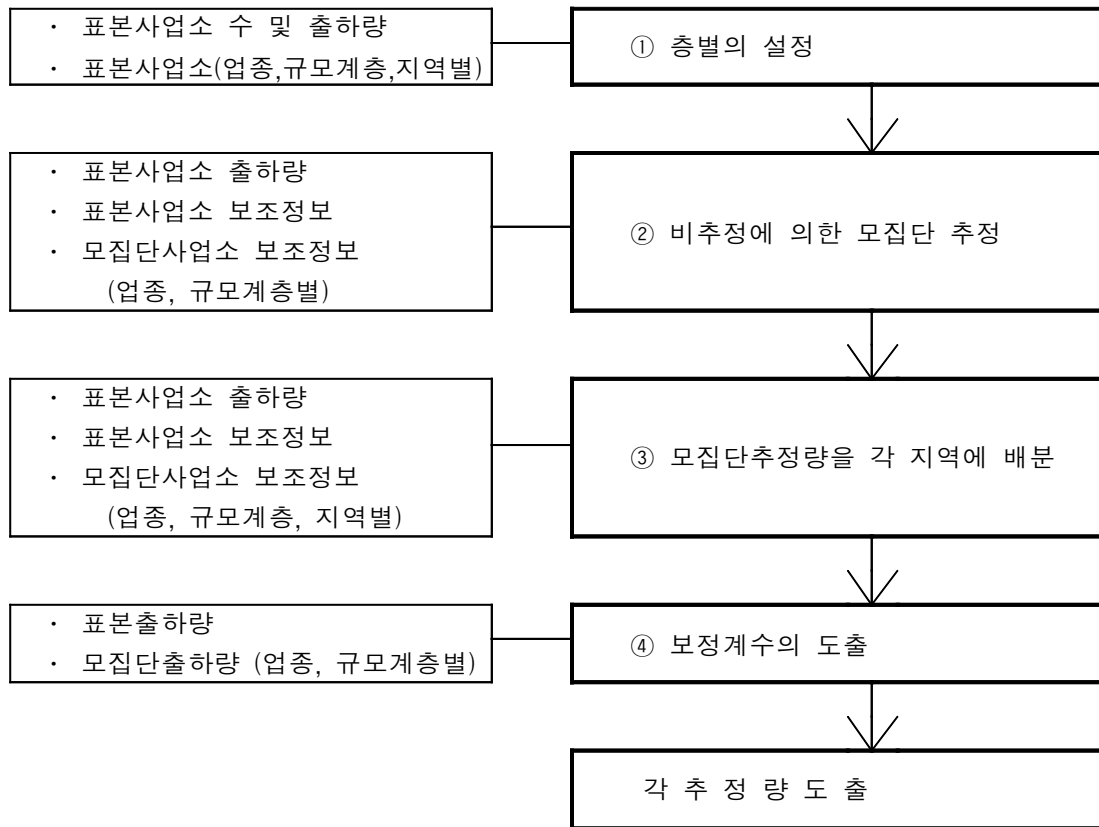 · 표본사업소 수 및 출하량
· 표본사업소(업종,규모계층,지역별)
① 층별의 설정
· 표본사업소 출하량
· 표본사업소 보조정보
· 모집단사업소 보조정보
(업종, 규모계층별)
② 비추정에 의한 모집단 추정
· 표본사업소 출하량
· 표본사업소 보조정보
· 모집단사업소 보조정보
(업종, 규모계층, 지역별)
③ 모집단추정량을 각 지역에 배분
· 표본출하량
· 모집단출하량 (업종, 규모계층별)
④ 보정계수의 도출
각 추 정 량 도 출